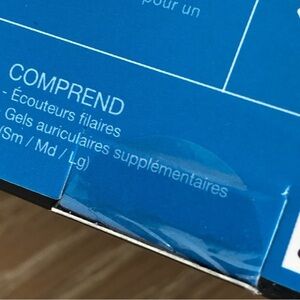 pour un
COMPREND
- Écouteurs filaires
Gels auriculaires supplémentaires
(Sm / Md / Lg)